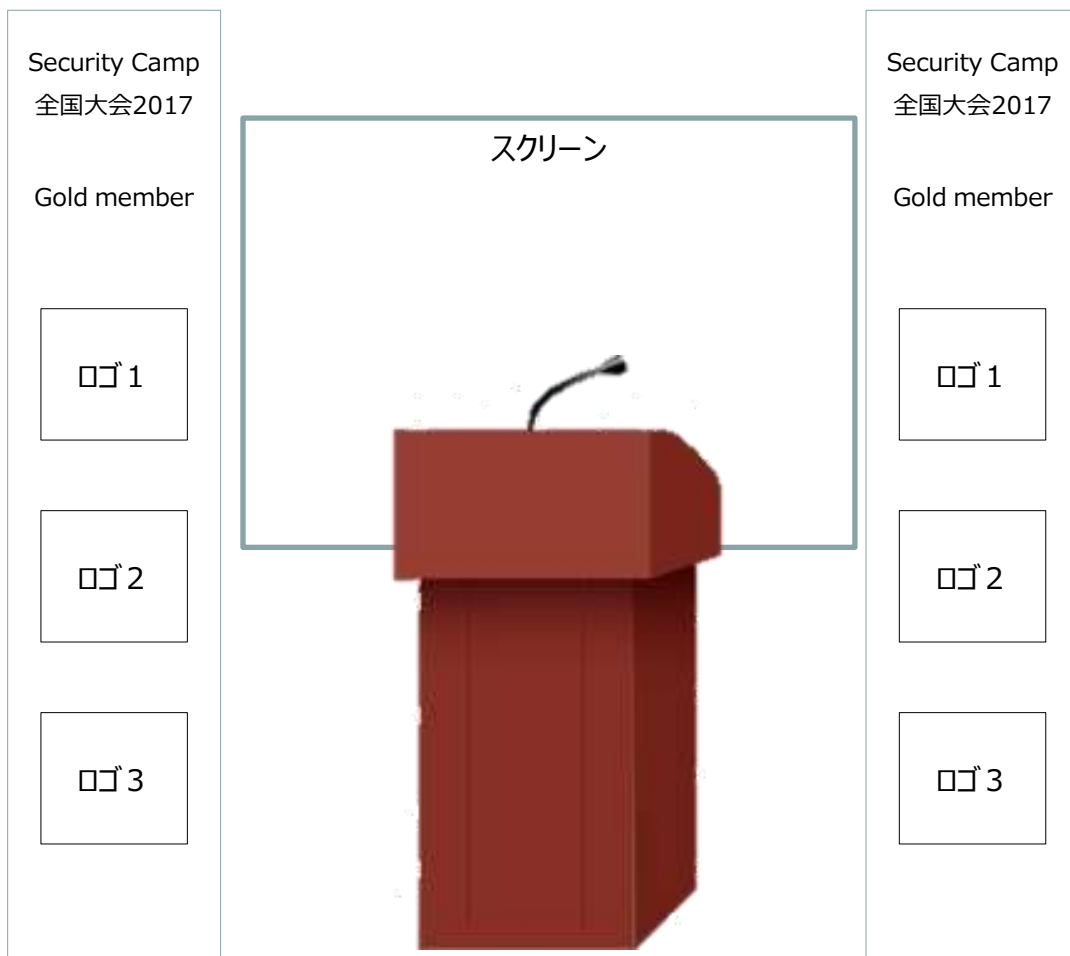 Security Camp
全国大会2017
Gold member
ロゴ1
ロゴ2
ロゴ3
スクリーン
Security Camp
全国大会2017
Gold member
ロゴ1
ロゴ2
ロゴ3